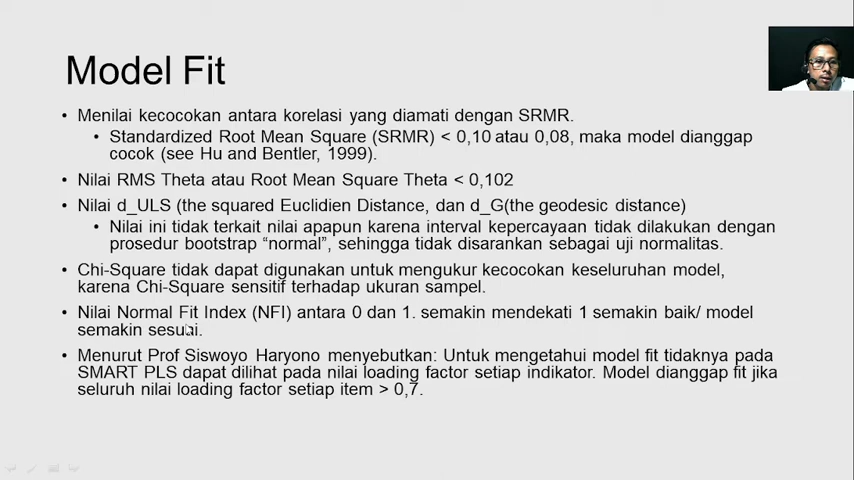 Model Fit
• Menilai kecocokan antara korelasi yang diamati dengan SRMR.
• Standardized Root Mean Square (SRMR) < 0,10 atau 0,08, maka model dianggap
cocok (see Hu and Bentler, 1999).
• Nilai RMS Theta atau Root Mean Square Theta < 0,102
• Nilai d_ULS (the squared Euclidien Distance, dan d_G(the geodesic distance)
• Nilai ini tidak terkait nilai apapun karena interval kepercayaan tidak dilakukan dengan
prosedur bootstrap “normal”, sehingga tidak disarankan sebagai uji normalitas.
• Chi-Square tidak dapat digunakan untuk mengukur kecocokan keseluruhan model,
karena Chi-Square sensitif terhadap ukuran sampel.
• Nilai Normal Fit Index (NFI) antara 0 dan 1. semakin mendekati 1 semakin baik/ model
semakin sesuai.
• Menurut Prof Siswoyo Haryono menyebutkan: Untuk mengetahui model fit tidaknya pada
SMART PLS dapat dilihat pada nilai loading factor setiap indikator. Model dianggap fit jika
seluruh nilai loading factor setiap item > 0,7.